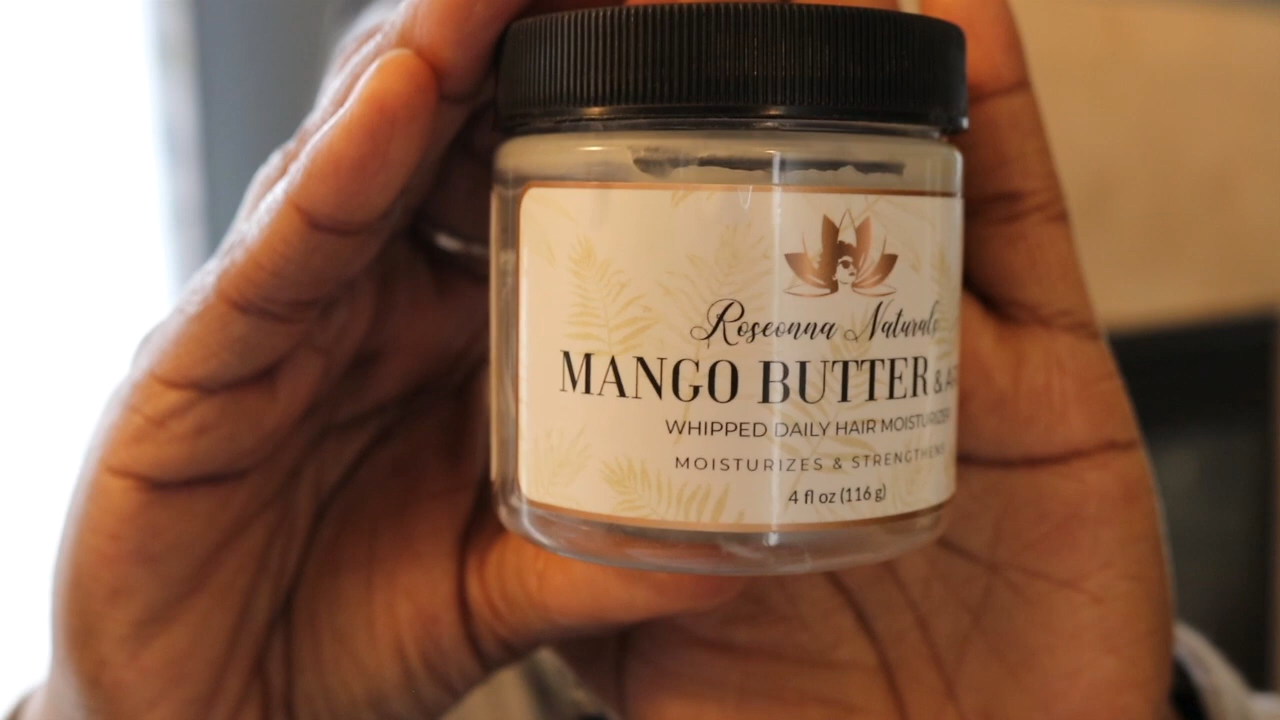 Roseonna Naturals
MANGO BUTTER &
WHIPPED DAILY HAIR MOISTURIZER
MOISTURIZES & STRENGTHENS
4 fl oz (116 g)